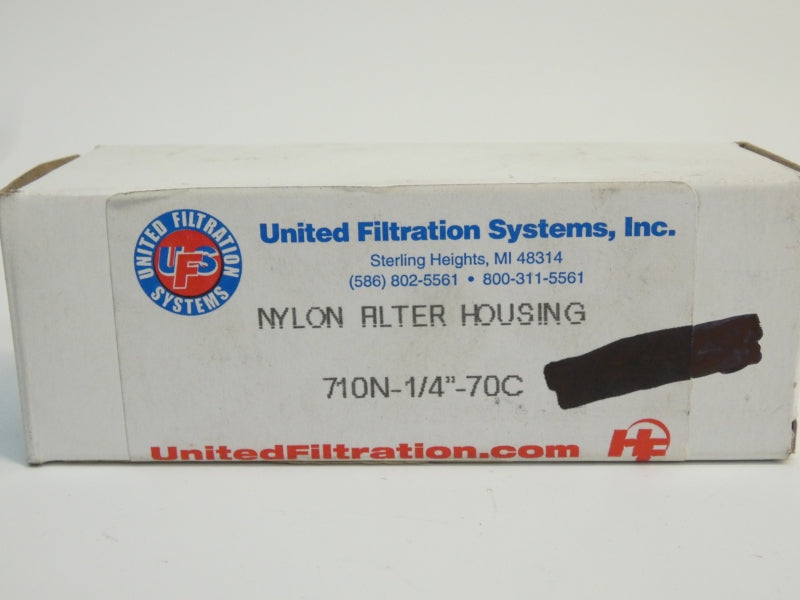 UNITED FILTRATION
UFS
SYSTEMS
United Filtration Systems, Inc.
Sterling Heights, MI 48314
(586) 802-5561 • 800-311-5561
NYLON FILTER HOUSING
710N-1/4"-70C
UnitedFiltration.com
HF